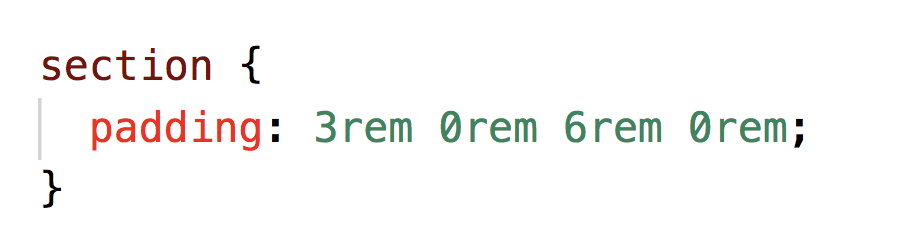 section {
  padding: 3rem 0rem 6rem 0rem;
}